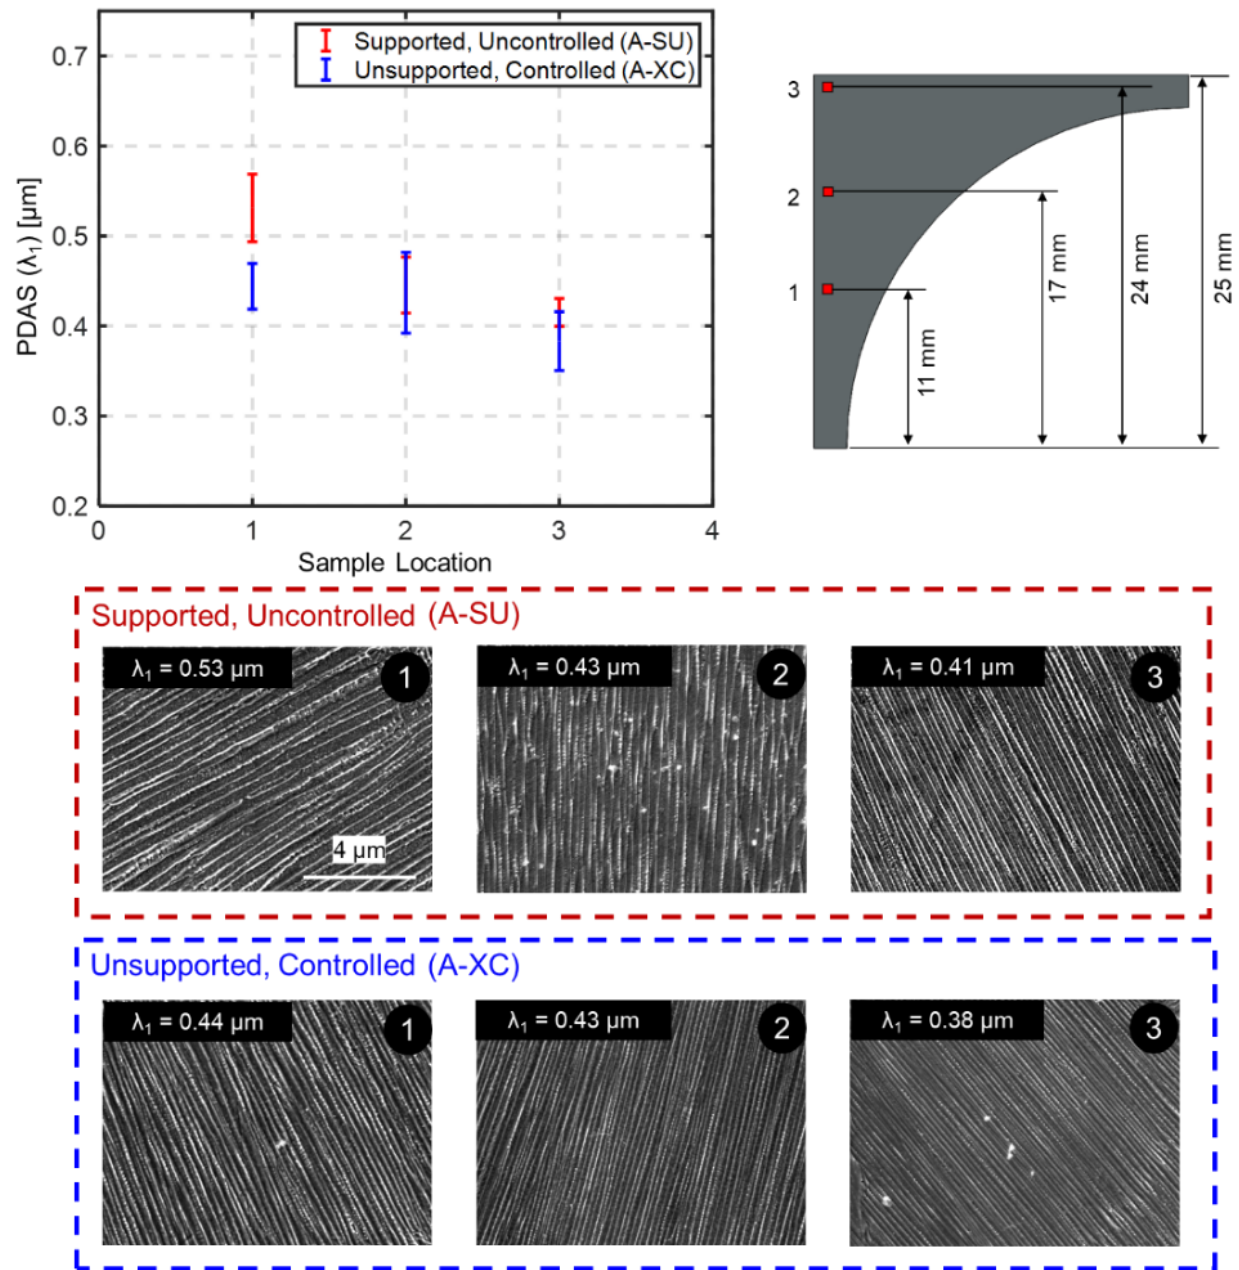 0.7
0.6
0.5
0.4
0.3
0.2
PDAS (λ₁) [µm]
0 1 2 3 4
Sample Location
Supported, Uncontrolled (A-SU)
Unsupported, Controlled (A-XC)
3
2
1
11 mm
17 mm
24 mm
25 mm
Supported, Uncontrolled (A-SU)
λ₁ = 0.53 µm
1
4 µm
λ₁ = 0.43 µm
2
λ₁ = 0.41 µm
3
Unsupported, Controlled (A-XC)
λ₁ = 0.44 µm
1
λ₁ = 0.43 µm
2
λ₁ = 0.38 µm
3